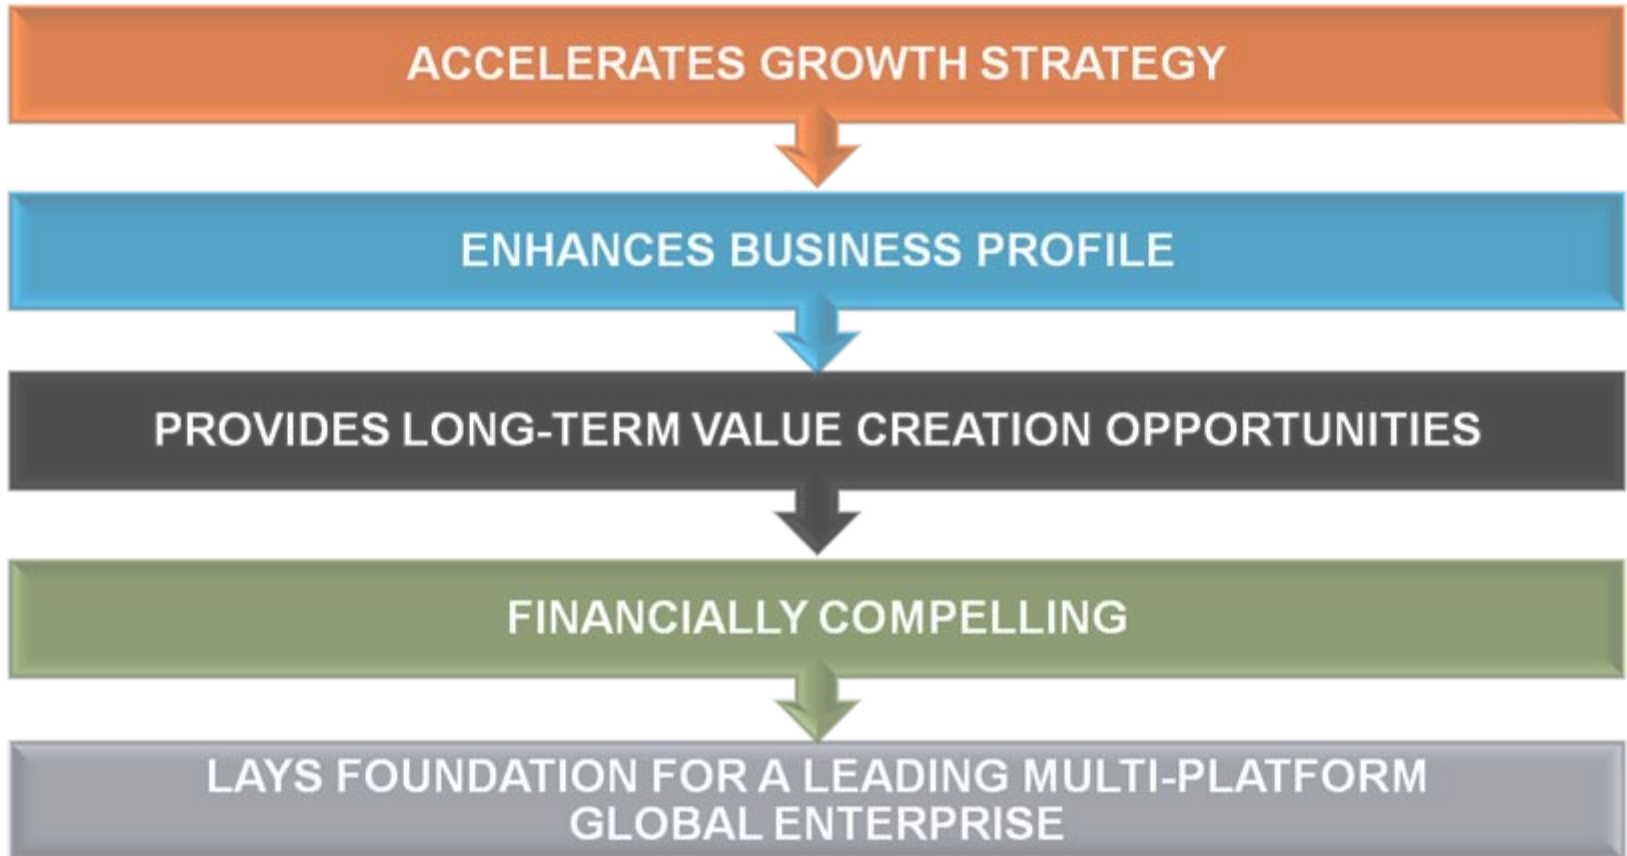 ACCELERATES GROWTH STRATEGY
ENHANCES BUSINESS PROFILE
PROVIDES LONG-TERM VALUE CREATION OPPORTUNITIES
FINANCIALLY COMPELLING
LAYS FOUNDATION FOR A LEADING MULTI-PLATFORM
GLOBAL ENTERPRISE